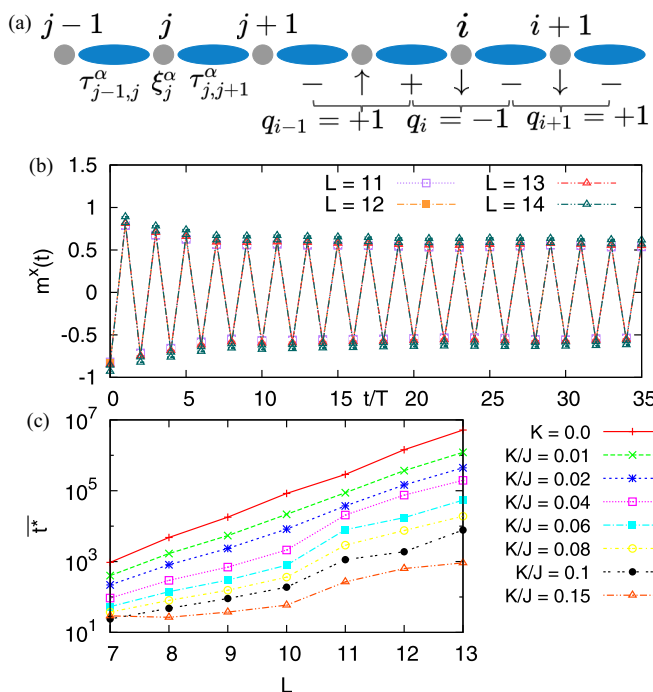 (a) j − 1 j j + 1 i i + 1
− ↑ + ↓ − ↓ −
τ^α_{j−1,j} ξ^α_j τ^α_{j,j+1}
q_{i−1} = +1 q_i = −1 q_{i+1} = +1
(b)
1.5
1
0.5
0
-0.5
-1
m^x(t)
L = 11 L = 13
L = 12 L = 14
0 5 10 15 t/T 20 25 30 35
(c)
10^7
10^5
10^3
10^1
t*
7 8 9 10 11 12 13
L
K = 0.0
K/J = 0.01
K/J = 0.02
K/J = 0.04
K/J = 0.06
K/J = 0.08
K/J = 0.1
K/J = 0.15